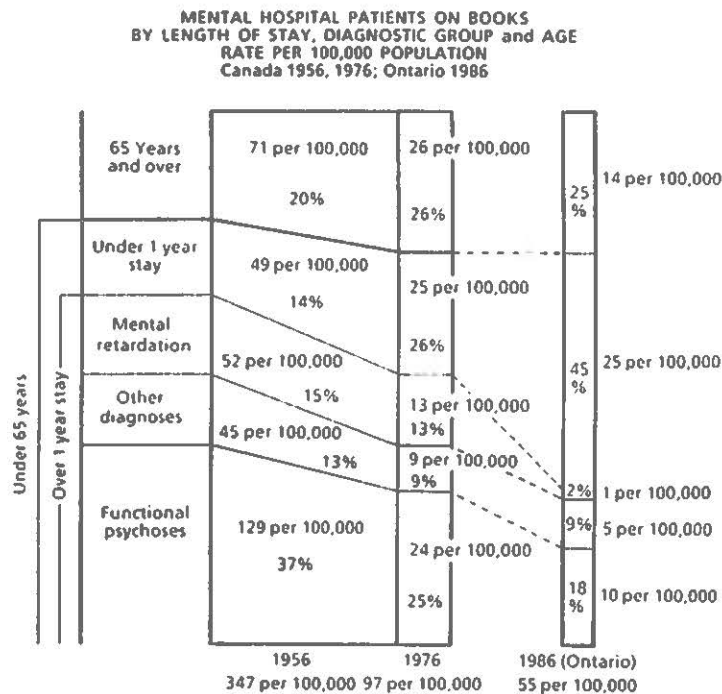 MENTAL HOSPITAL PATIENTS ON BOOKS
BY LENGTH OF STAY, DIAGNOSTIC GROUP and AGE
RATE PER 100,000 POPULATION
Canada 1956, 1976; Ontario 1986
65 Years
and over
71 per 100,000
20%
26 per 100,000
26%
25
%
14 per 100,000
Under 1 year
stay
49 per 100,000
14%
25 per 100,000
26%
45
%
25 per 100,000
Mental
retardation
52 per 100,000
15%
13 per 100,000
13%
2%
1 per 100,000
Other
diagnoses
45 per 100,000
13%
9 per 100,000
9%
9%
5 per 100,000
Functional
psychoses
129 per 100,000
37%
24 per 100,000
25%
18
%
10 per 100,000
Under 65 years
Over 1 year stay
1956
347 per 100,000
1976
97 per 100,000
1986 (Ontario)
55 per 100,000